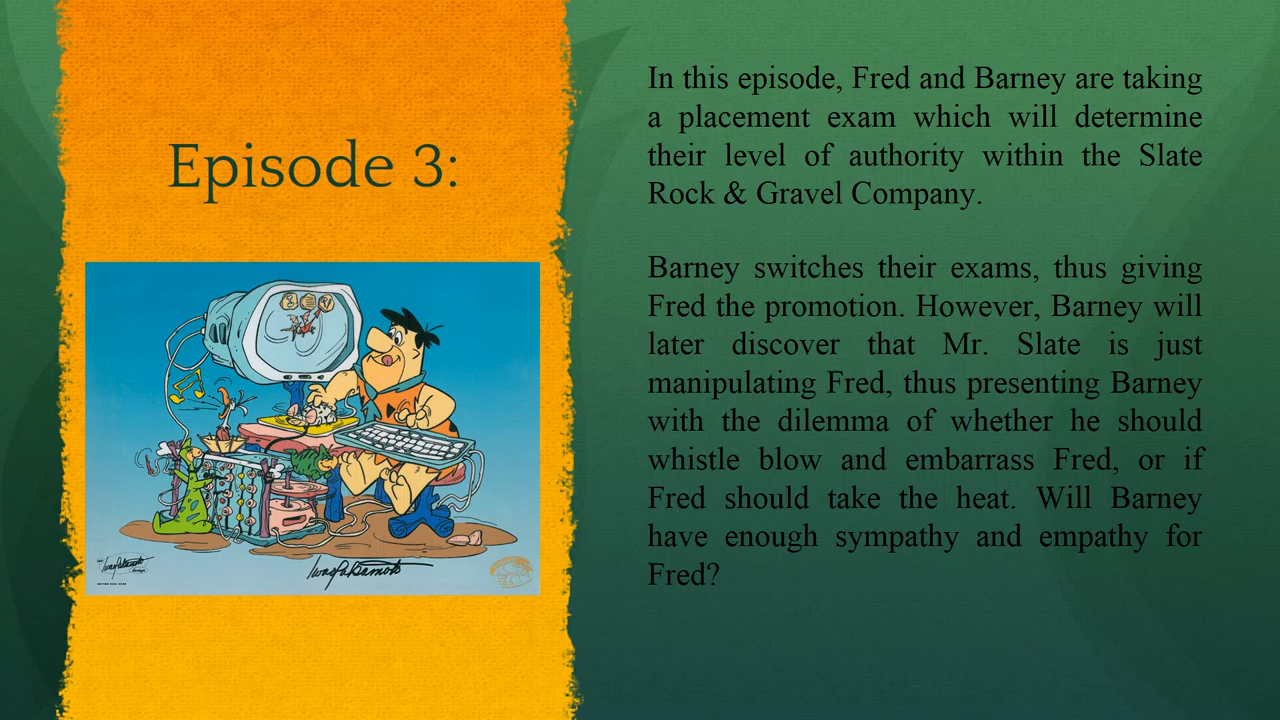 Episode 3:
In this episode, Fred and Barney are taking
a placement exam which will determine
their level of authority within the Slate
Rock & Gravel Company.
Barney switches their exams, thus giving
Fred the promotion. However, Barney will
later discover that Mr. Slate is just
manipulating Fred, thus presenting Barney
with the dilemma of whether he should
whistle blow and embarrass Fred, or if
Fred should take the heat. Will Barney
have enough sympathy and empathy for
Fred?